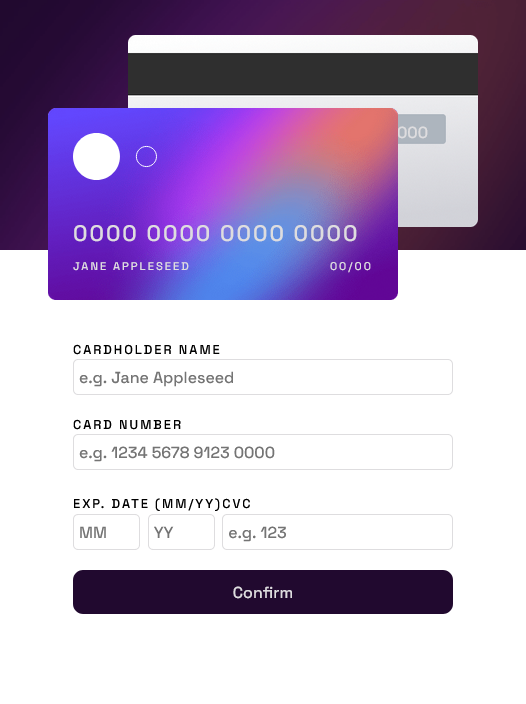 000
0000 0000 0000 0000
JANE APPLESEED 00/00
CARDHOLDER NAME
e.g. Jane Appleseed
CARD NUMBER
e.g. 1234 5678 9123 0000
EXP. DATE (MM/YY)CVC
MM YY e.g. 123
Confirm